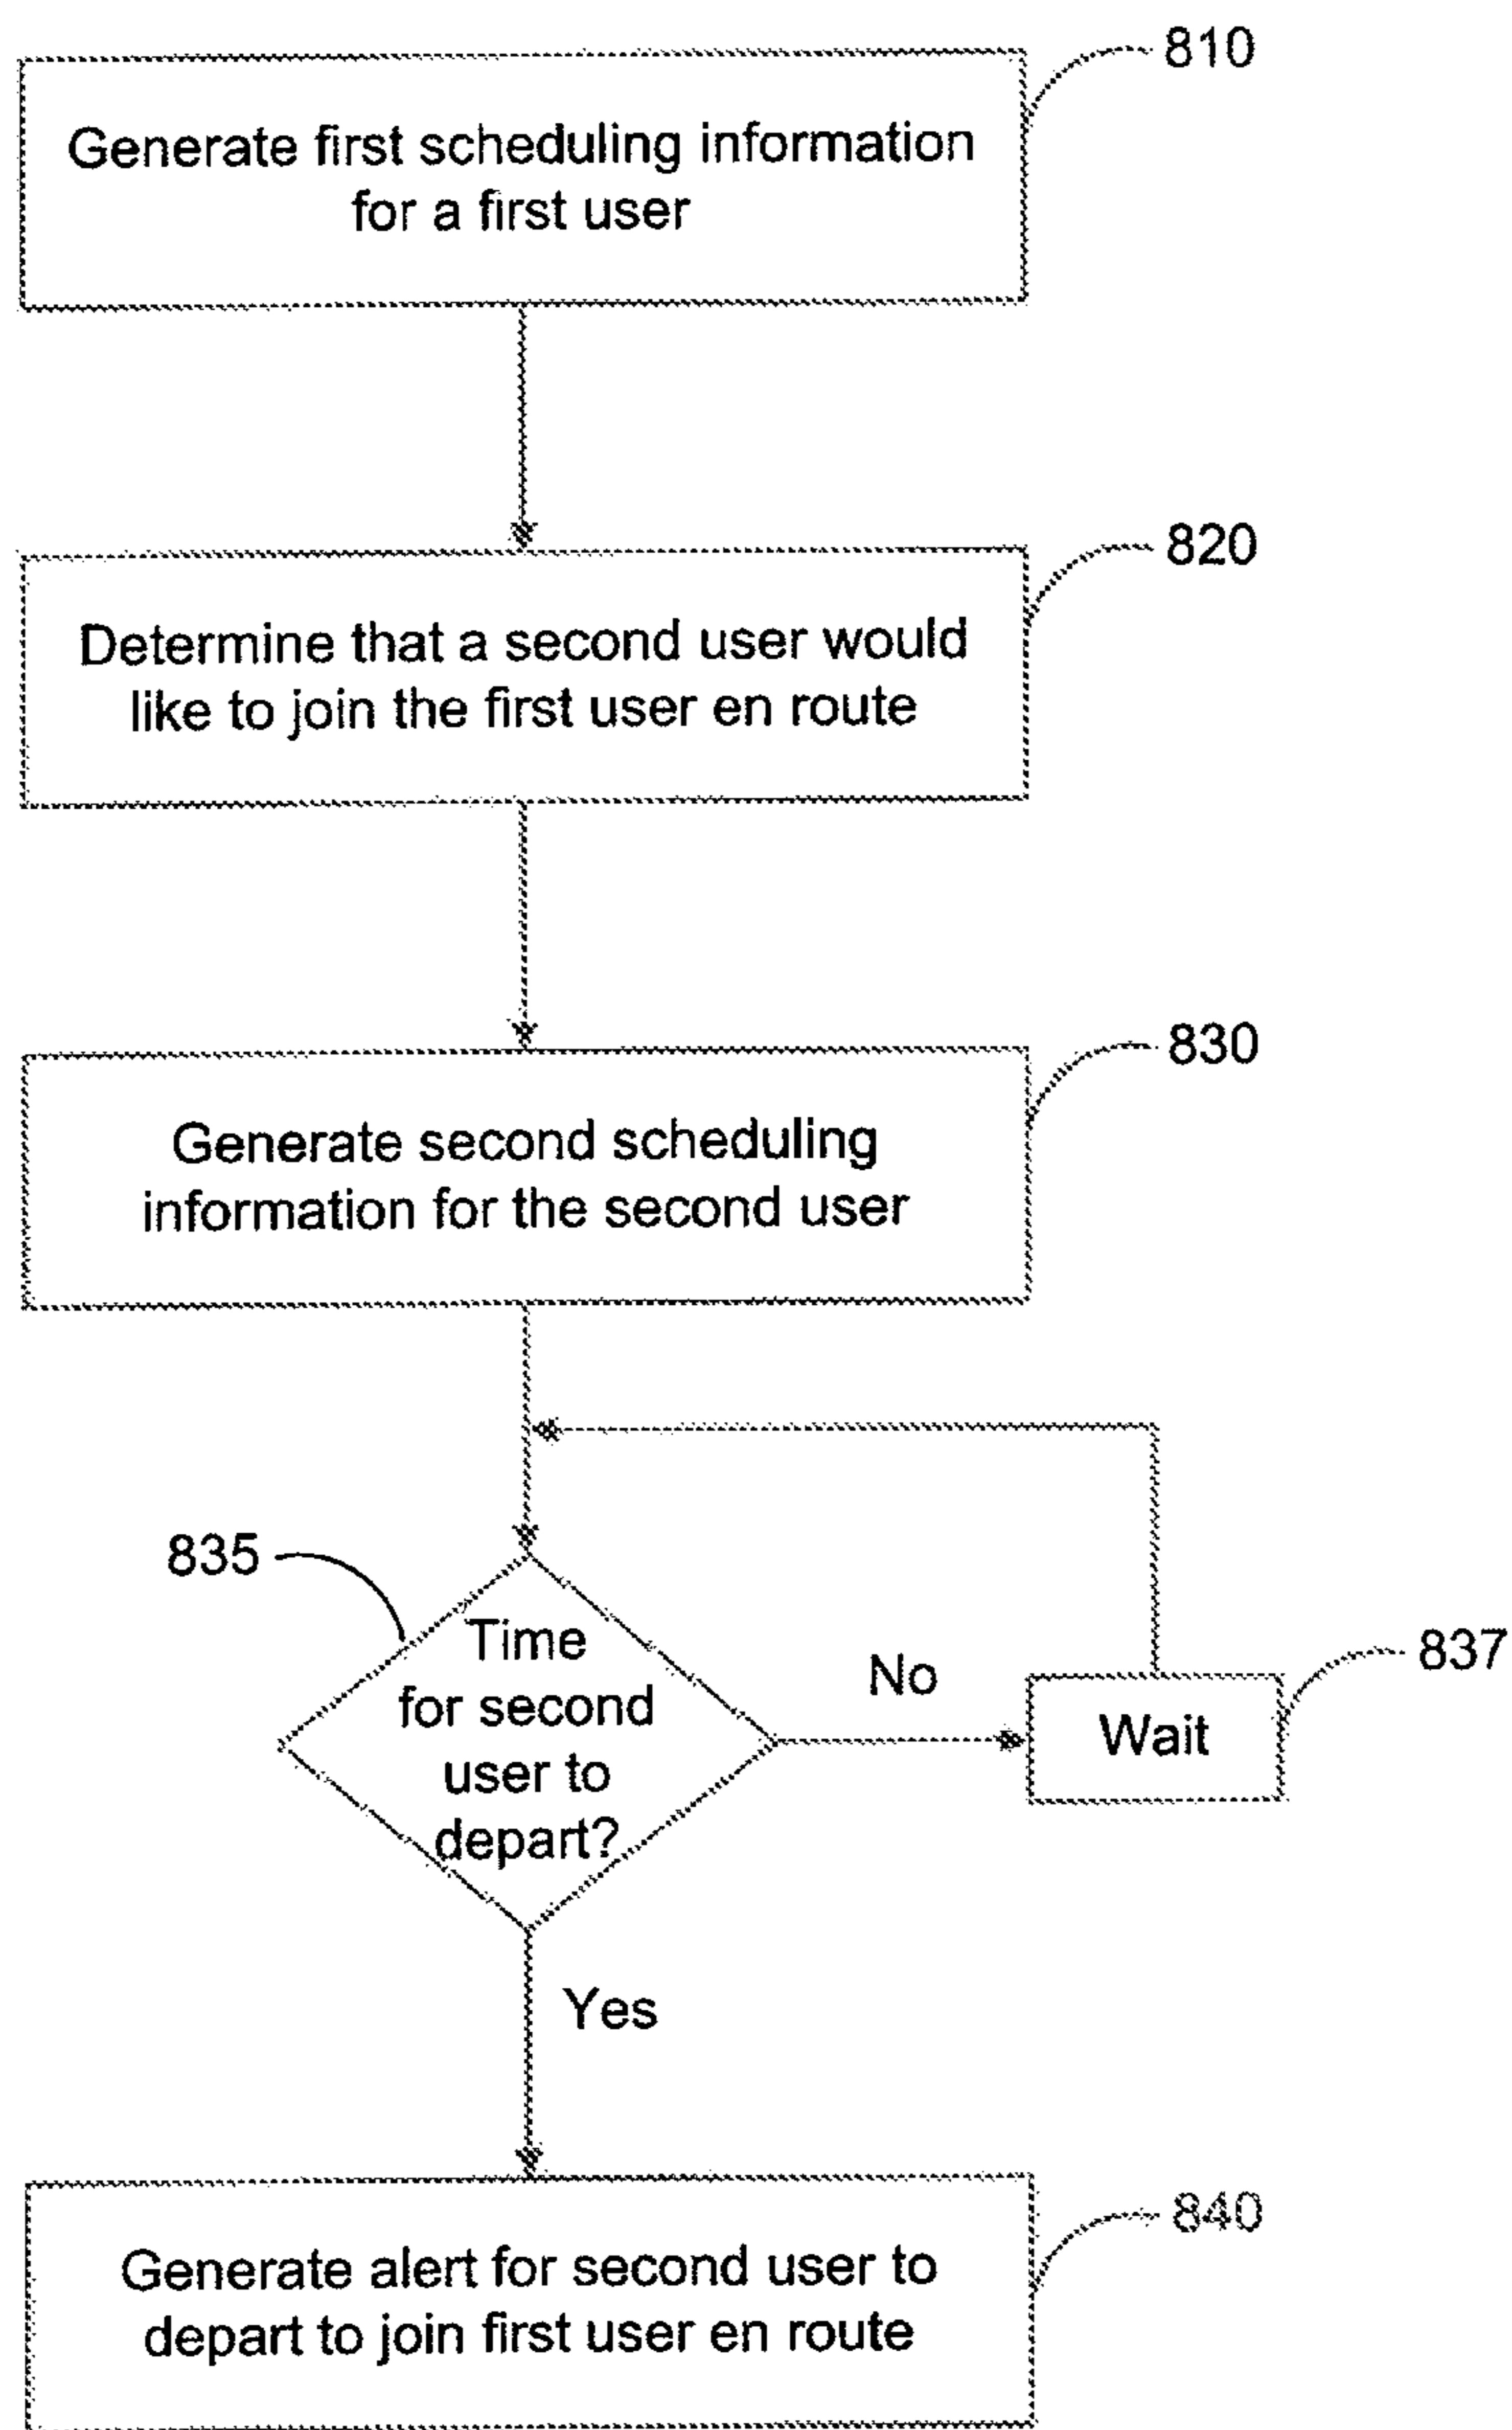 810
Generate first scheduling information
for a first user
820
Determine that a second user would
like to join the first user en route
830
Generate second scheduling
information for the second user
835
Time
for second
user to
depart?
No
Wait
837
Yes
840
Generate alert for second user to
depart to join first user en route